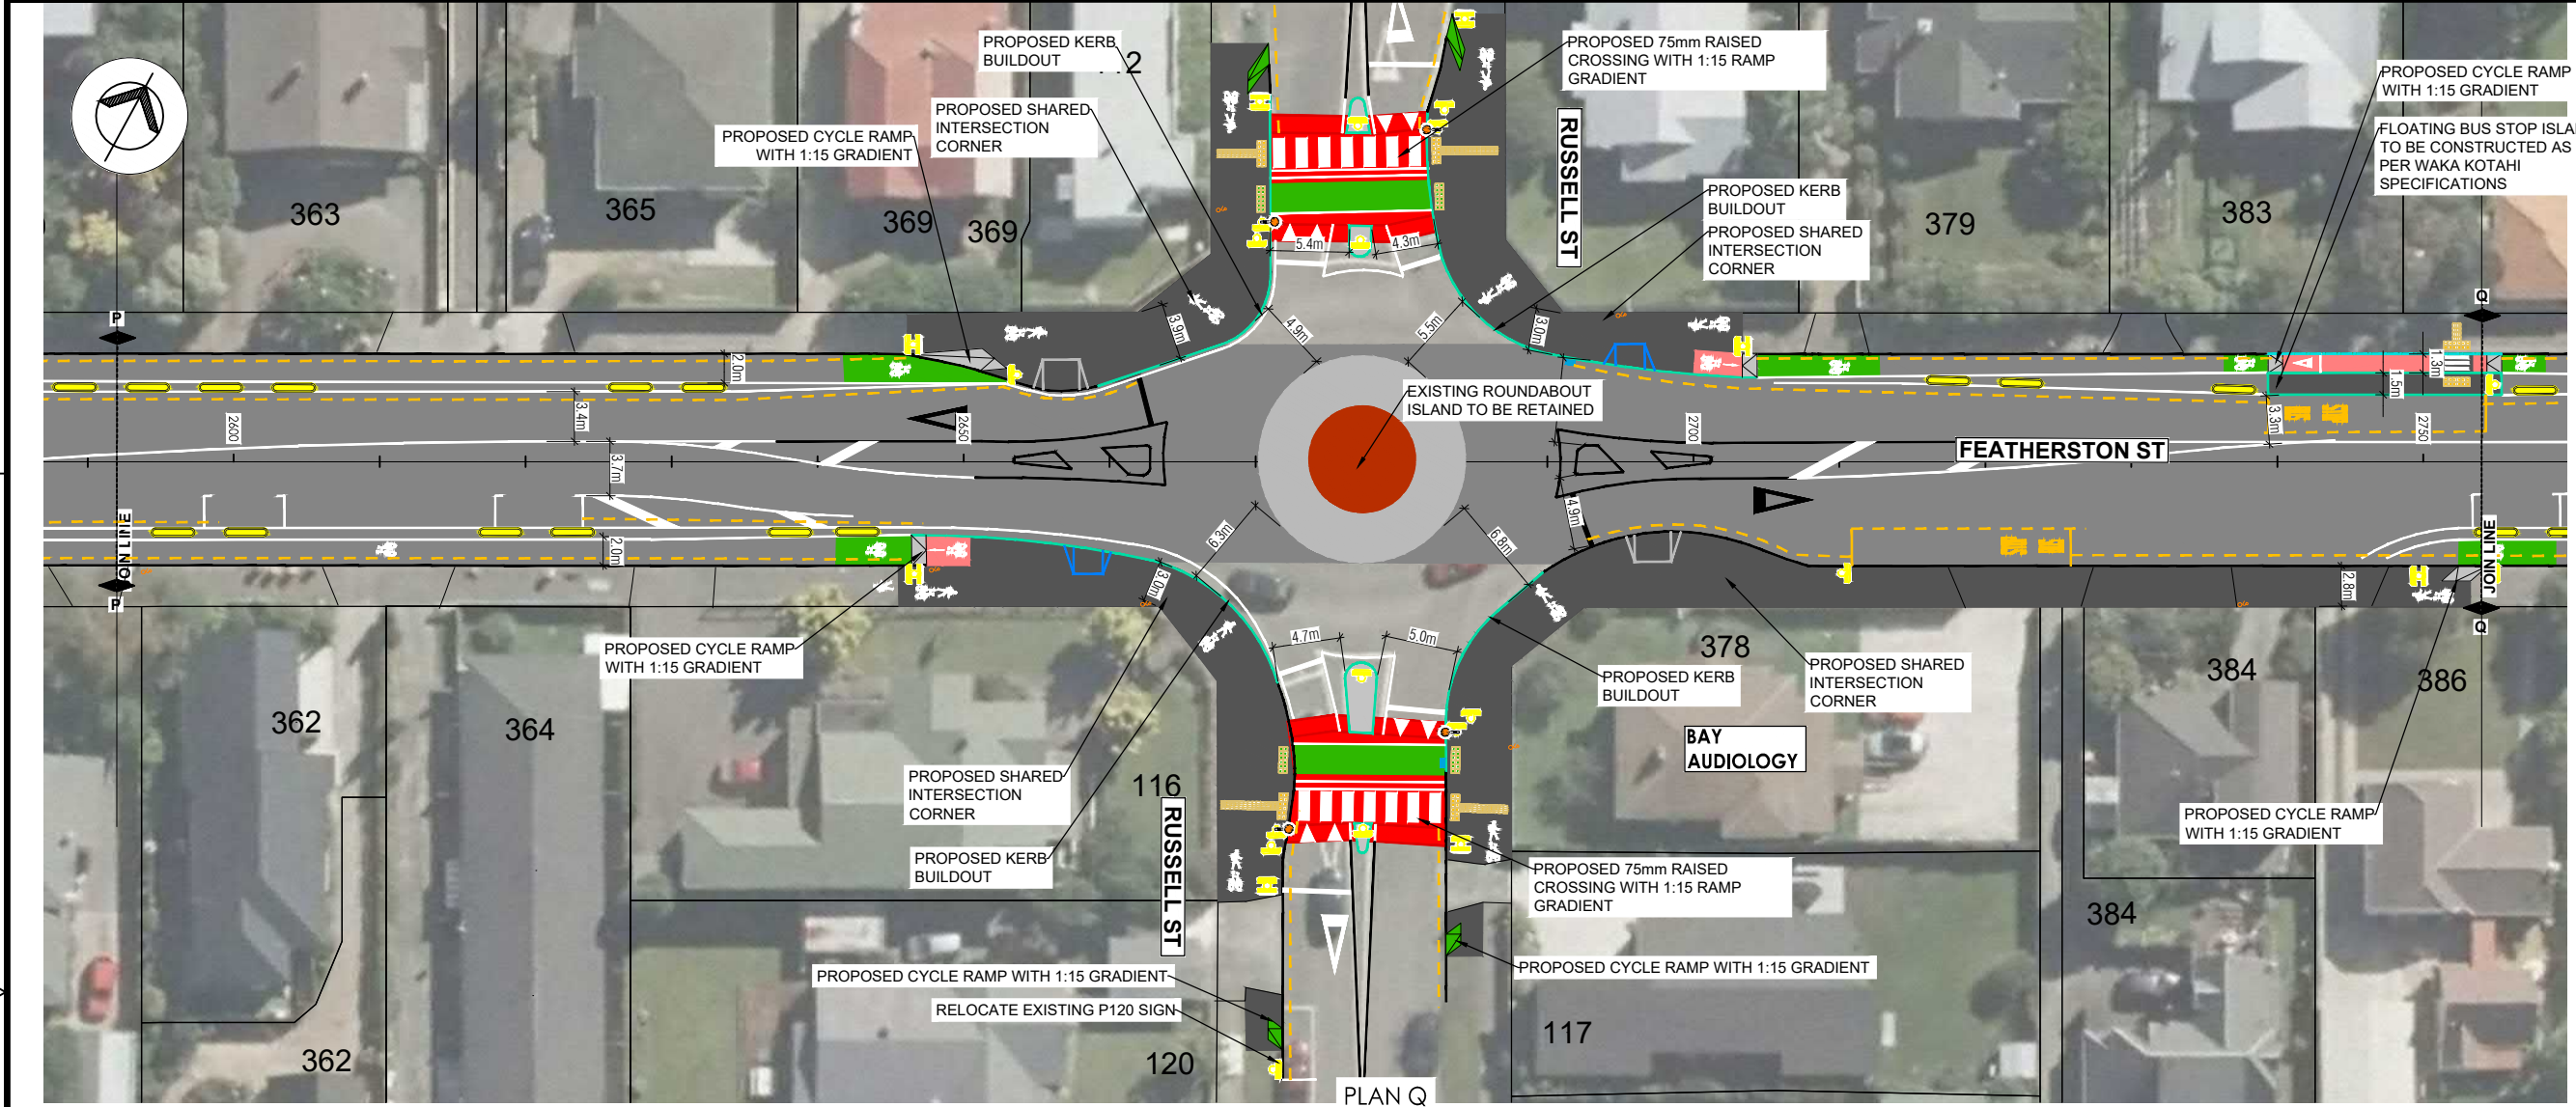 PROPOSED KERB
BUILDOUT
PROPOSED SHARED
INTERSECTION
CORNER
PROPOSED CYCLE RAMP
WITH 1:15 GRADIENT
PROPOSED 75mm RAISED
CROSSING WITH 1:15 RAMP
GRADIENT
RUSSELL ST
PROPOSED KERB
BUILDOUT
PROPOSED SHARED
INTERSECTION
CORNER
PROPOSED CYCLE RAMP
WITH 1:15 GRADIENT
FLOATING BUS STOP ISLA
TO BE CONSTRUCTED AS
PER WAKA KOTAHI
SPECIFICATIONS
363
365
369
369
379
383
5.4m
4.3m
P
Q
3.9m
4.9m
5.5m
3.0m
2.0m
3.4m
2600
2650
3.7m
EXISTING ROUNDABOUT
ISLAND TO BE RETAINED
2700
FEATHERSTON ST
1.3m
1.5m
3.3m
2750
2.0m
6.3m
6.8m
4.9m
3.0m
2.8m
JOIN LINE
P
Q
4.7m
5.0m
PROPOSED CYCLE RAMP
WITH 1:15 GRADIENT
362
364
116
378
384
386
PROPOSED SHARED
INTERSECTION
CORNER
PROPOSED KERB
BUILDOUT
RUSSELL ST
PROPOSED KERB
BUILDOUT
PROPOSED SHARED
INTERSECTION
CORNER
BAY
AUDIOLOGY
PROPOSED CYCLE RAMP
WITH 1:15 GRADIENT
PROPOSED 75mm RAISED
CROSSING WITH 1:15 RAMP
GRADIENT
384
PROPOSED CYCLE RAMP WITH 1:15 GRADIENT
RELOCATE EXISTING P120 SIGN
PROPOSED CYCLE RAMP WITH 1:15 GRADIENT
362
120
117
PLAN Q